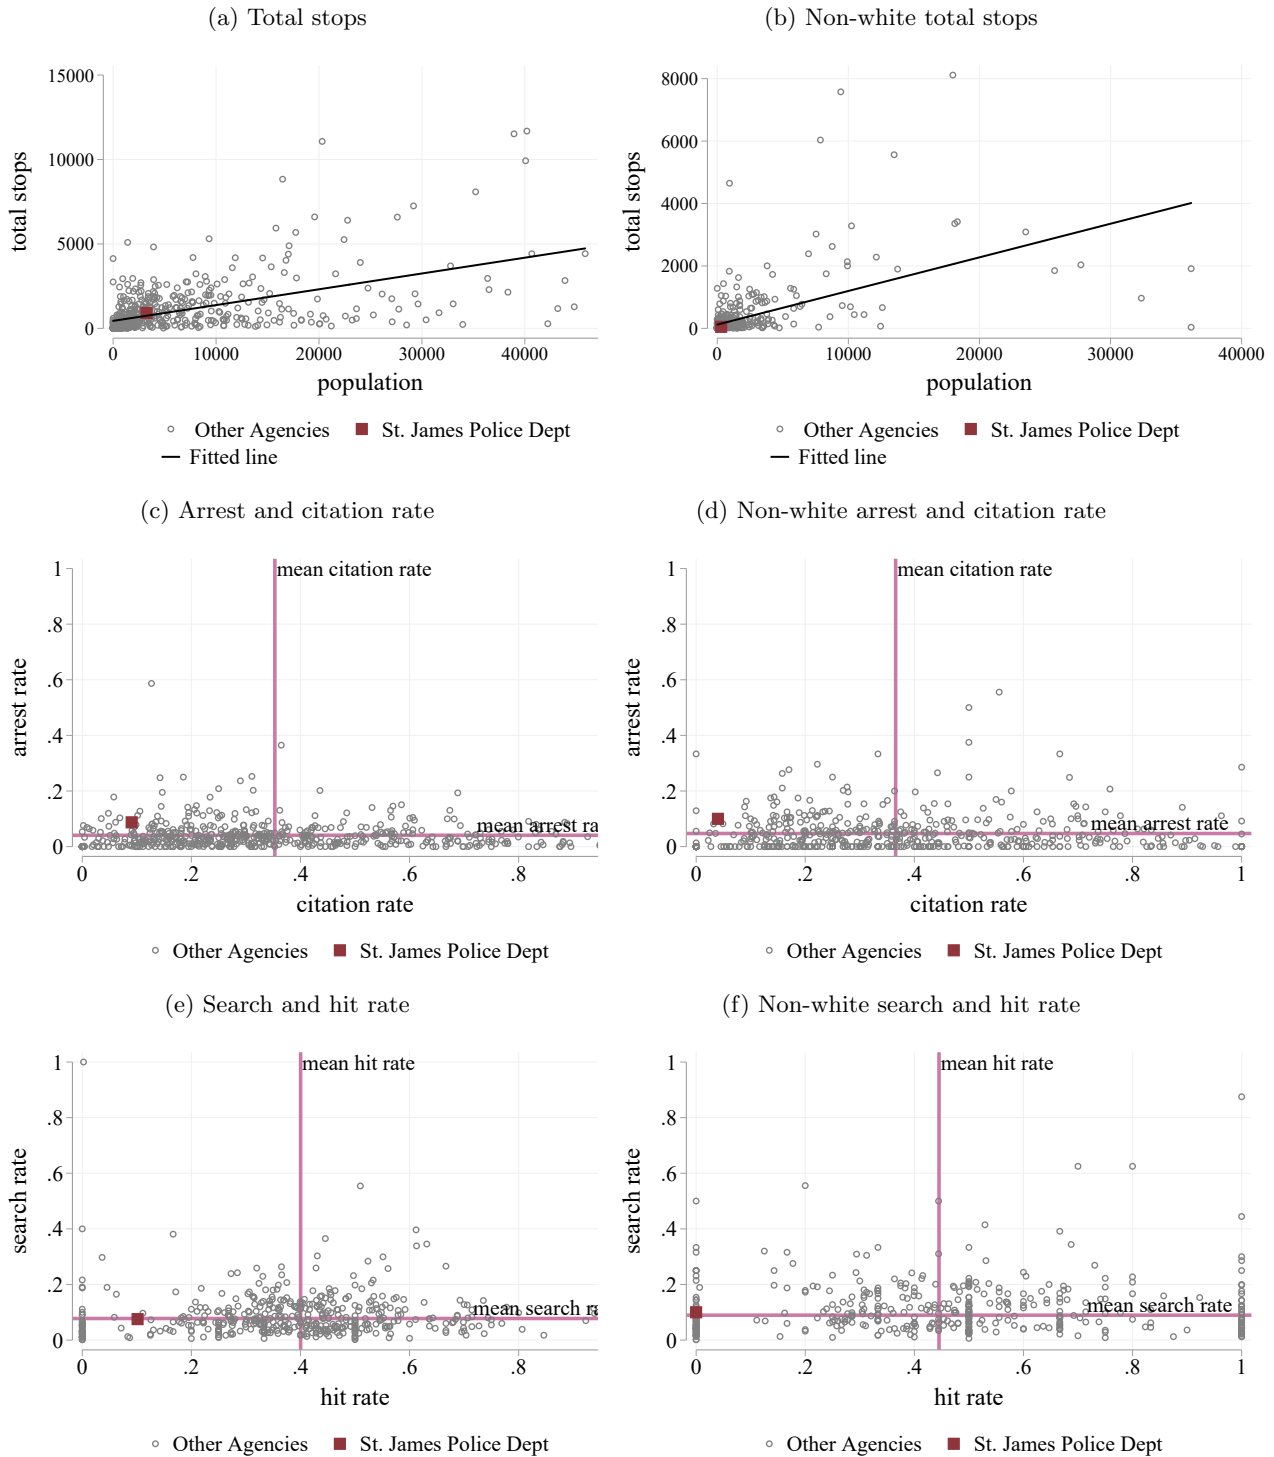 (a) Total stops
(b) Non-white total stops
15000
10000
5000
0
total stops
0 10000 20000 30000 40000
population
8000
6000
4000
2000
0
total stops
0 10000 20000 30000 40000
population
Other Agencies St. James Police Dept
Fitted line
Other Agencies St. James Police Dept
Fitted line
(c) Arrest and citation rate
(d) Non-white arrest and citation rate
1
.8
.6
.4
.2
0
arrest rate
mean citation rate
mean arrest ra
0 .2 .4 .6 .8
citation rate
1
.8
.6
.4
.2
0
arrest rate
mean citation rate
mean arrest rate
0 .2 .4 .6 .8 1
citation rate
Other Agencies St. James Police Dept
Other Agencies St. James Police Dept
(e) Search and hit rate
(f) Non-white search and hit rate
1
.8
.6
.4
.2
0
search rate
mean hit rate
mean search ra
0 .2 .4 .6 .8
hit rate
1
.8
.6
.4
.2
0
search rate
mean hit rate
mean search rate
0 .2 .4 .6 .8 1
hit rate
Other Agencies St. James Police Dept
Other Agencies St. James Police Dept